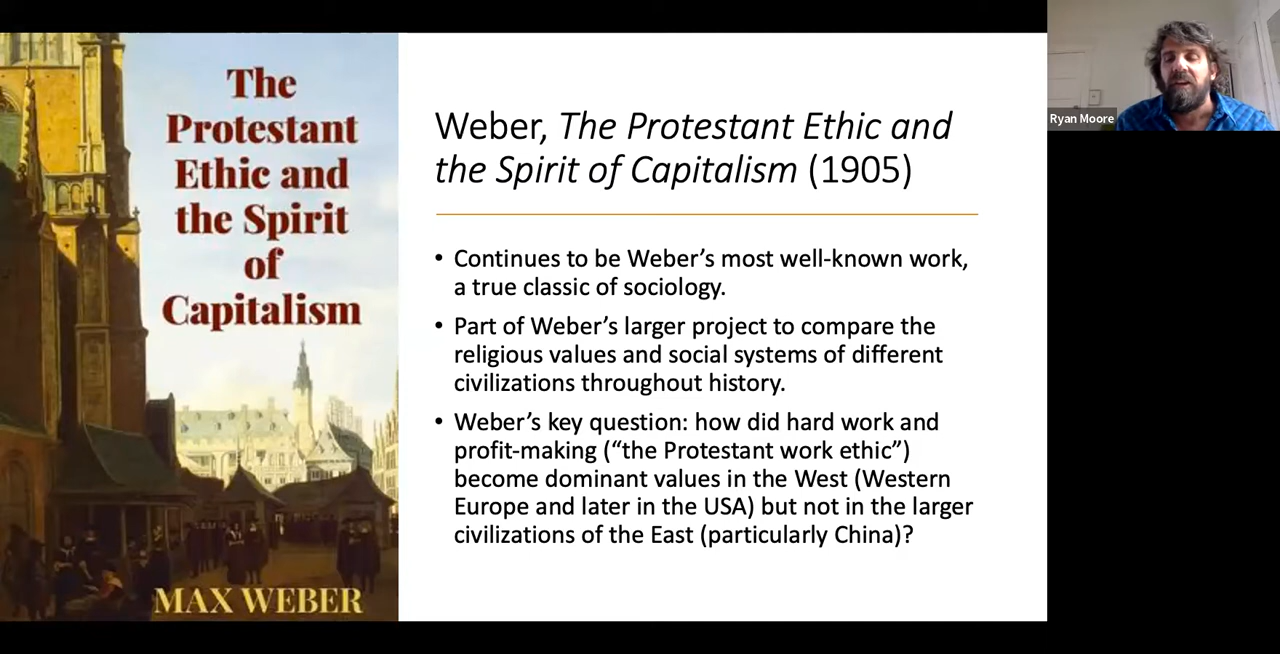 The
Protestant
Ethic and
the Spirit
of
Capitalism
MAX WEBER
Weber, The Protestant Ethic and
the Spirit of Capitalism (1905)
• Continues to be Weber’s most well-known work,
a true classic of sociology.
• Part of Weber’s larger project to compare the
religious values and social systems of different
civilizations throughout history.
• Weber’s key question: how did hard work and
profit-making (“the Protestant work ethic”)
become dominant values in the West (Western
Europe and later in the USA) but not in the larger
civilizations of the East (particularly China)?
Ryan Moore